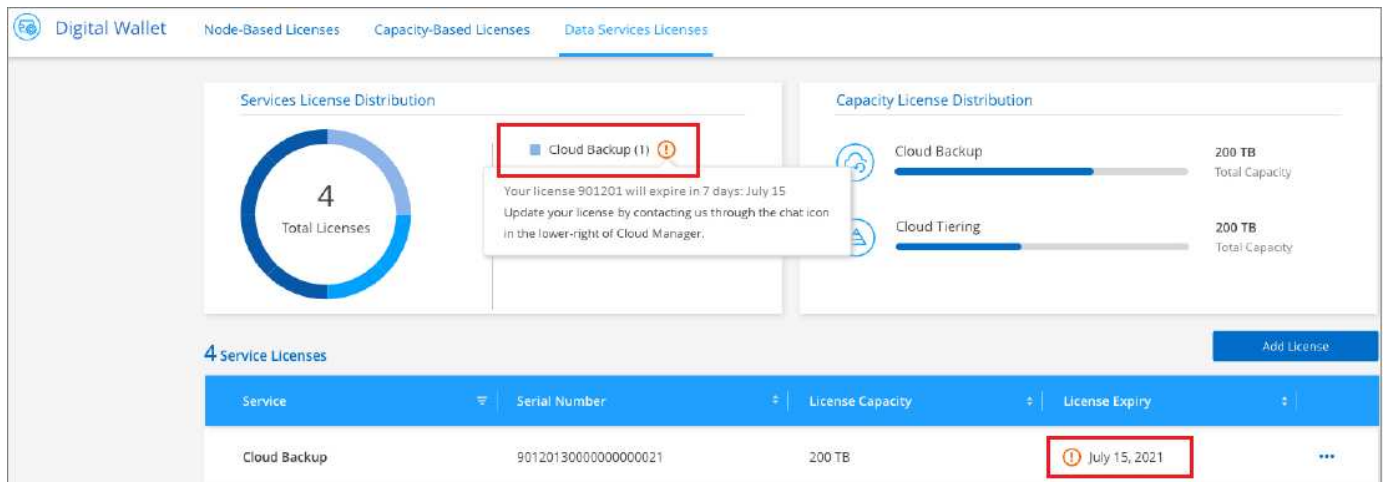 Digital Wallet
Node-Based Licenses
Capacity-Based Licenses
Data Services Licenses
Services License Distribution
4
Total Licenses
Cloud Backup (1)
Your license 901201 will expire in 7 days: July 15
Update your license by contacting us through the chat icon
in the lower-right of Cloud Manager.
Capacity License Distribution
Cloud Backup
200 TB
Total Capacity
Cloud Tiering
200 TB
Total Capacity
4 Service Licenses
Add License
Service
Serial Number
License Capacity
License Expiry
Cloud Backup
90120130000000000021
200 TB
July 15, 2021